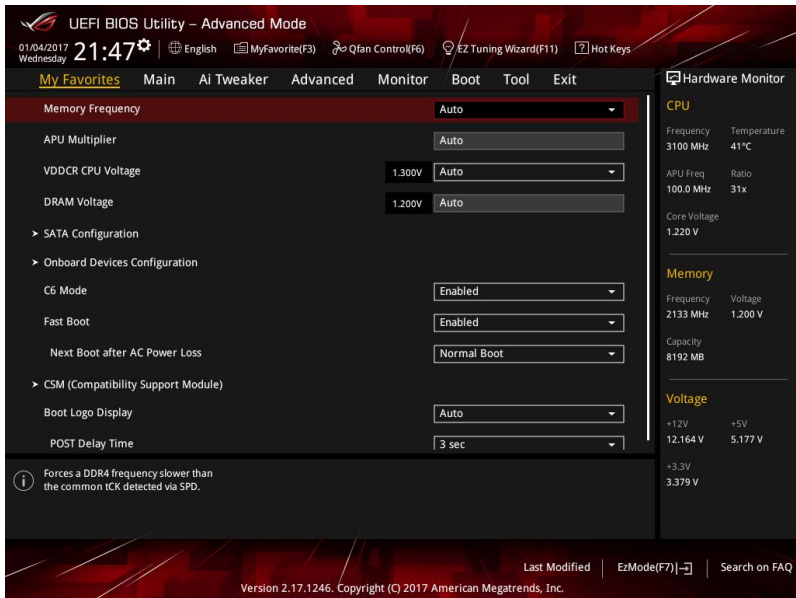 UEFI BIOS Utility – Advanced Mode
01/04/2017 Wednesday 21:47 English MyFavorite(F3) Qfan Control(F6) EZ Tuning Wizard(F11) ? Hot Keys
My Favorites Main Ai Tweaker Advanced Monitor Boot Tool Exit
Memory Frequency Auto
APU Multiplier Auto
VDDCR CPU Voltage 1.300V Auto
DRAM Voltage 1.200V Auto
> SATA Configuration
> Onboard Devices Configuration
C6 Mode Enabled
Fast Boot Enabled
Next Boot after AC Power Loss Normal Boot
> CSM (Compatibility Support Module)
Boot Logo Display Auto
POST Delay Time 3 sec
Forces a DDR4 frequency slower than
the common tCK detected via SPD.
Hardware Monitor
CPU
Frequency Temperature
3100 MHz 41°C
APU Freq Ratio
100.0 MHz 31x
Core Voltage
1.220 V
Memory
Frequency Voltage
2133 MHz 1.200 V
Capacity
8192 MB
Voltage
+12V +5V
12.164 V 5.177 V
+3.3V
3.379 V
Last Modified EzMode(F7) Search on FAQ
Version 2.17.1246. Copyright (C) 2017 American Megatrends, Inc.